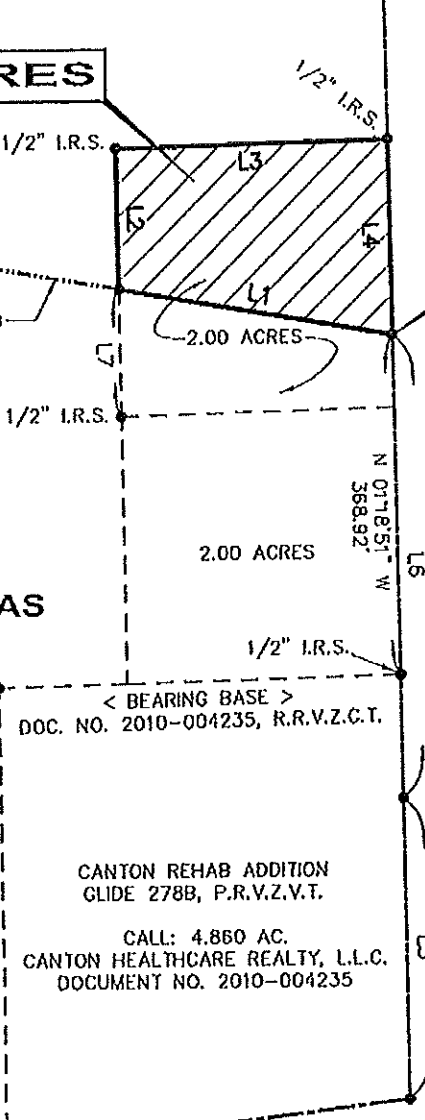 RES
1/2" I.R.S.
1/2" I.R.S.
L3
L2
L4
L1
2.00 ACRES
L7
1/2" I.R.S.
N 01°18'51" W
368.92'
L6
2.00 ACRES
AS
1/2" I.R.S.
< BEARING BASE >
DOC. NO. 2010-004235, R.R.V.Z.C.T.
CANTON REHAB ADDITION
GLIDE 278B, P.R.V.Z.V.T.
CALL: 4.860 AC.
CANTON HEALTHCARE REALTY, L.L.C.
DOCUMENT NO. 2010-004235